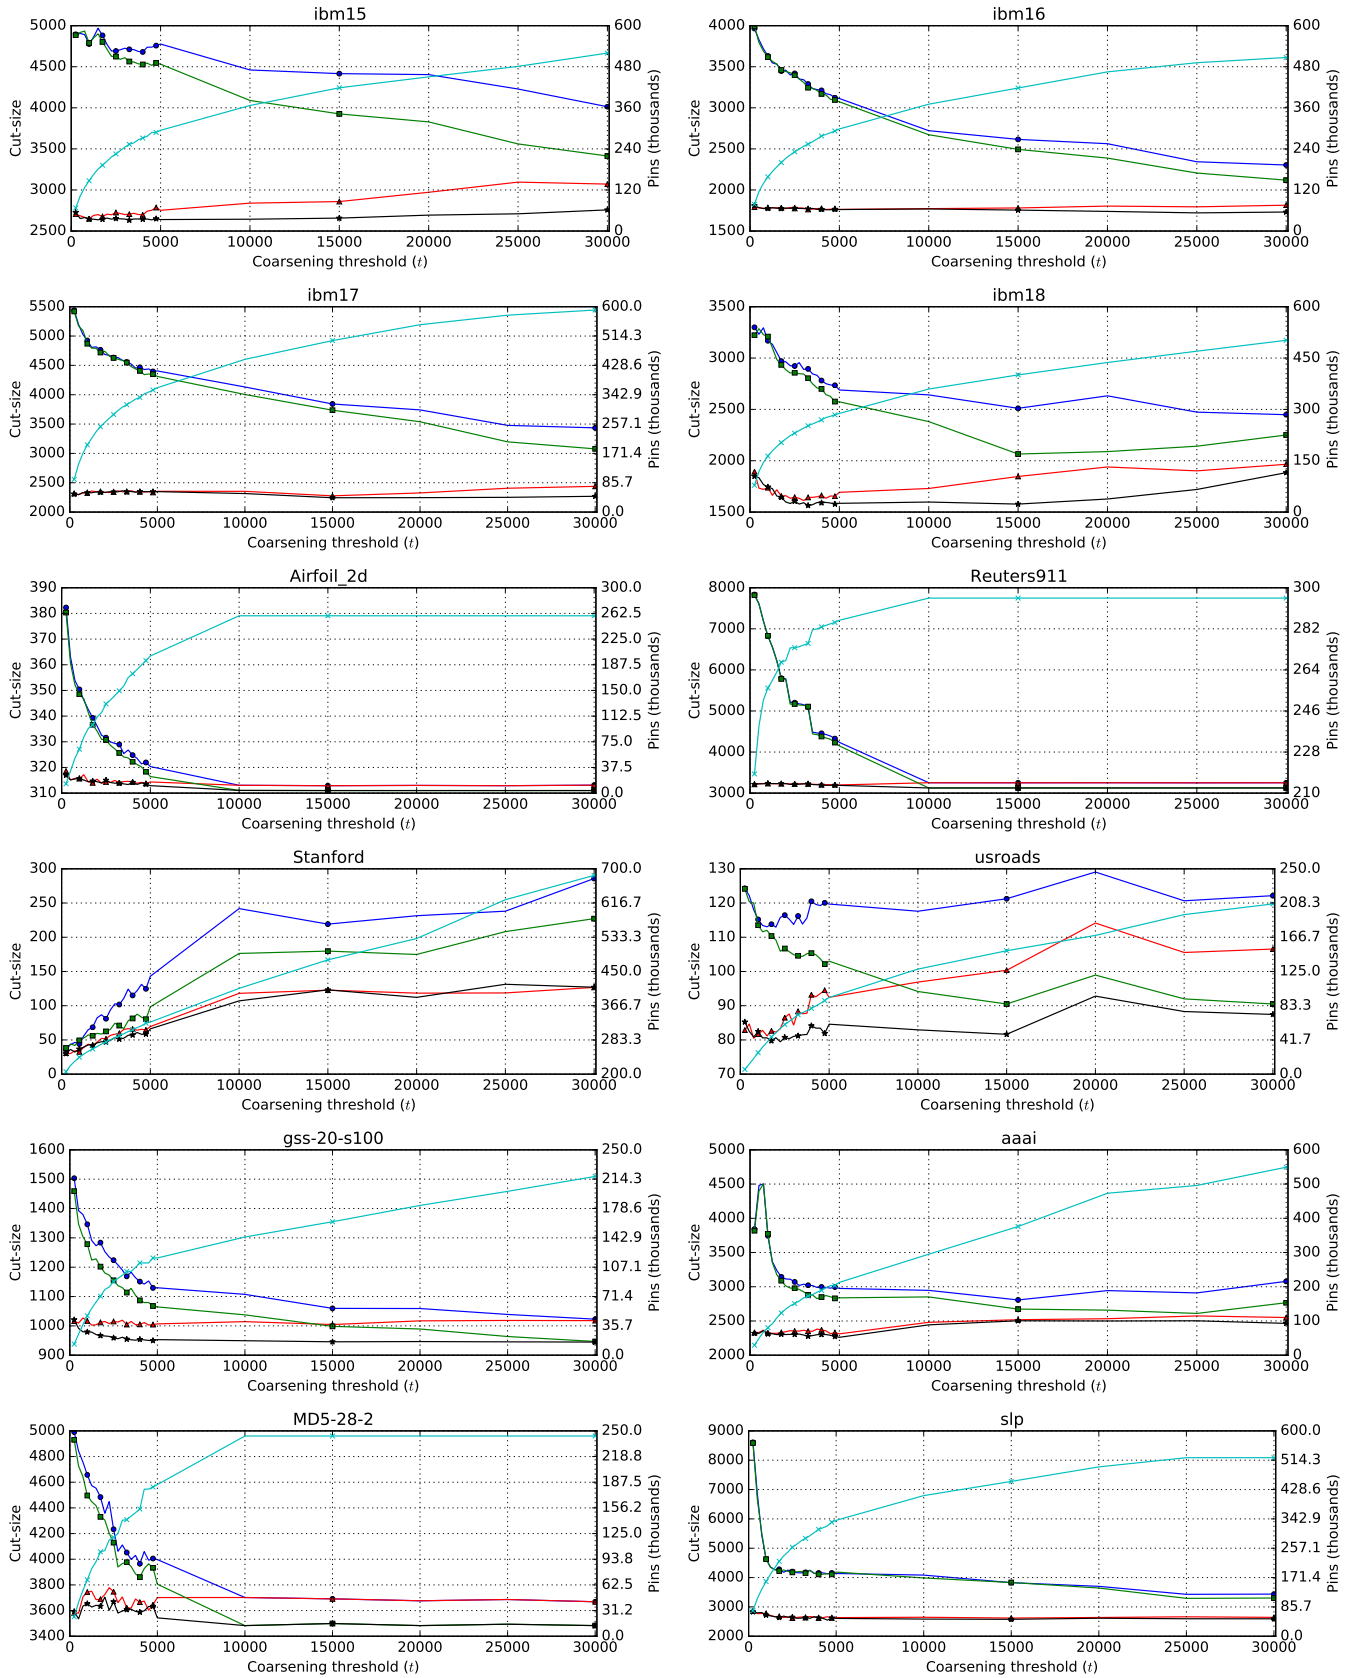 ibm15
5000
4500
4000
3500
3000
2500
Cut-size
600
480
360
240
120
0
Pins (thousands)
0 5000 10000 15000 20000 25000 30000
Coarsening threshold (t)
ibm16
4000
3500
3000
2500
2000
1500
Cut-size
600
480
360
240
120
0
Pins (thousands)
0 5000 10000 15000 20000 25000 30000
Coarsening threshold (t)
ibm17
5500
5000
4500
4000
3500
3000
2500
2000
Cut-size
600.0
514.3
428.6
342.9
257.1
171.4
85.7
0.0
Pins (thousands)
0 5000 10000 15000 20000 25000 30000
Coarsening threshold (t)
ibm18
3500
3000
2500
2000
1500
Cut-size
600
450
300
150
0
Pins (thousands)
0 5000 10000 15000 20000 25000 30000
Coarsening threshold (t)
Airfoil_2d
390
380
370
360
350
340
330
320
310
Cut-size
300.0
262.5
225.0
187.5
150.0
112.5
75.0
37.5
0.0
Pins (thousands)
0 5000 10000 15000 20000 25000 30000
Coarsening threshold (t)
Reuters911
8000
7000
6000
5000
4000
3000
Cut-size
300
282
264
246
228
210
Pins (thousands)
0 5000 10000 15000 20000 25000 30000
Coarsening threshold (t)
Stanford
300
250
200
150
100
50
0
Cut-size
700.0
616.7
533.3
450.0
366.7
283.3
200.0
Pins (thousands)
0 5000 10000 15000 20000 25000 30000
Coarsening threshold (t)
usroads
130
120
110
100
90
80
70
Cut-size
250.0
208.3
166.7
125.0
83.3
41.7
0.0
Pins (thousands)
0 5000 10000 15000 20000 25000 30000
Coarsening threshold (t)
gss-20-s100
1600
1500
1400
1300
1200
1100
1000
900
Cut-size
250.0
214.3
178.6
142.9
107.1
71.4
35.7
0.0
Pins (thousands)
0 5000 10000 15000 20000 25000 30000
Coarsening threshold (t)
aaai
5000
4500
4000
3500
3000
2500
2000
Cut-size
600
500
400
300
200
100
0
Pins (thousands)
0 5000 10000 15000 20000 25000 30000
Coarsening threshold (t)
MD5-28-2
5000
4800
4600
4400
4200
4000
3800
3600
3400
Cut-size
250.0
218.8
187.5
156.2
125.0
93.8
62.5
31.2
0.0
Pins (thousands)
0 5000 10000 15000 20000 25000 30000
Coarsening threshold (t)
slp
9000
8000
7000
6000
5000
4000
3000
2000
Cut-size
600.0
514.3
428.6
342.9
257.1
171.4
85.7
0.0
Pins (thousands)
0 5000 10000 15000 20000 25000 30000
Coarsening threshold (t)